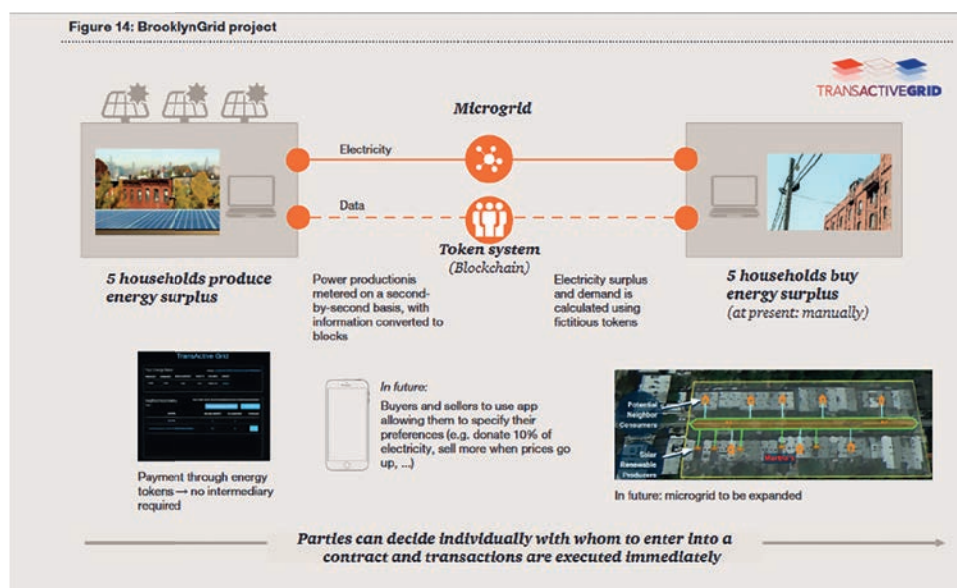 Figure 14: BrooklynGrid project
TRANSACTIVEGRID
Microgrid
Electricity
Data
Token system
(Blockchain)
5 households produce
energy surplus
Power productionis
metered on a second-
by-second basis, with
information converted to
blocks
Electricity surplus
and demand is
calculated using
fictitious tokens
5 households buy
energy surplus
(at present: manually)
TransActive Grid
Payment through energy
tokens → no intermediary
required
In future:
Buyers and sellers to use app
allowing them to specify their
preferences (e.g. donate 10% of
electricity, sell more when prices go
up, ...)
Potential
Neighbor
Consumers
Solar
Renewable
Producers
In future: microgrid to be expanded
Parties can decide individually with whom to enter into a
contract and transactions are executed immediately